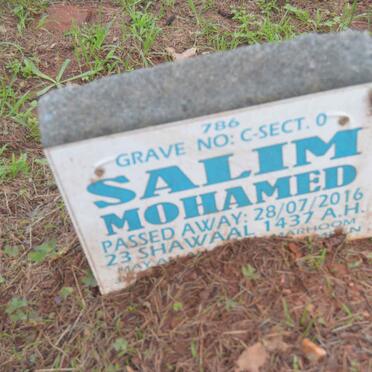 786
GRAVE NO: C-SECT. 0
SALIM
MOHAMED
PASSED AWAY: 28/07/2016
23 SHAWAAL 1437 A.H.